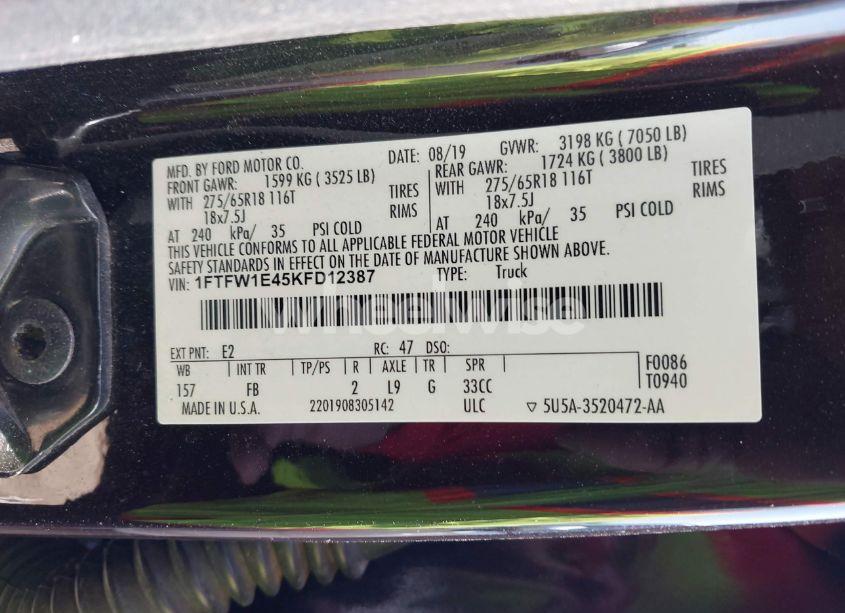 MFD. BY FORD MOTOR CO.
DATE: 08/19 GVWR: 3198 KG ( 7050 LB)
FRONT GAWR: 1599 KG ( 3525 LB)
WITH 275/65R18 116T TIRES
18x7.5J RIMS
AT 240 kPa/ 35 PSI COLD
REAR GAWR: 1724 KG ( 3800 LB)
WITH 275/65R18 116T TIRES
18x7.5J RIMS
AT 240 kPa/ 35 PSI COLD
THIS VEHICLE CONFORMS TO ALL APPLICABLE FEDERAL MOTOR VEHICLE
SAFETY STANDARDS IN EFFECT ON THE DATE OF MANUFACTURE SHOWN ABOVE.
VIN: 1FTFW1E45KFD12387 TYPE: Truck
wheelwise
EXT PNT: E2 RC: 47 DSO:
WB INT TR TP/PS R AXLE TR SPR
157 FB 2 L9 G 33CC
F0086
T0940
MADE IN U.S.A. 2201908305142 ULC ▽ 5U5A-3520472-AA